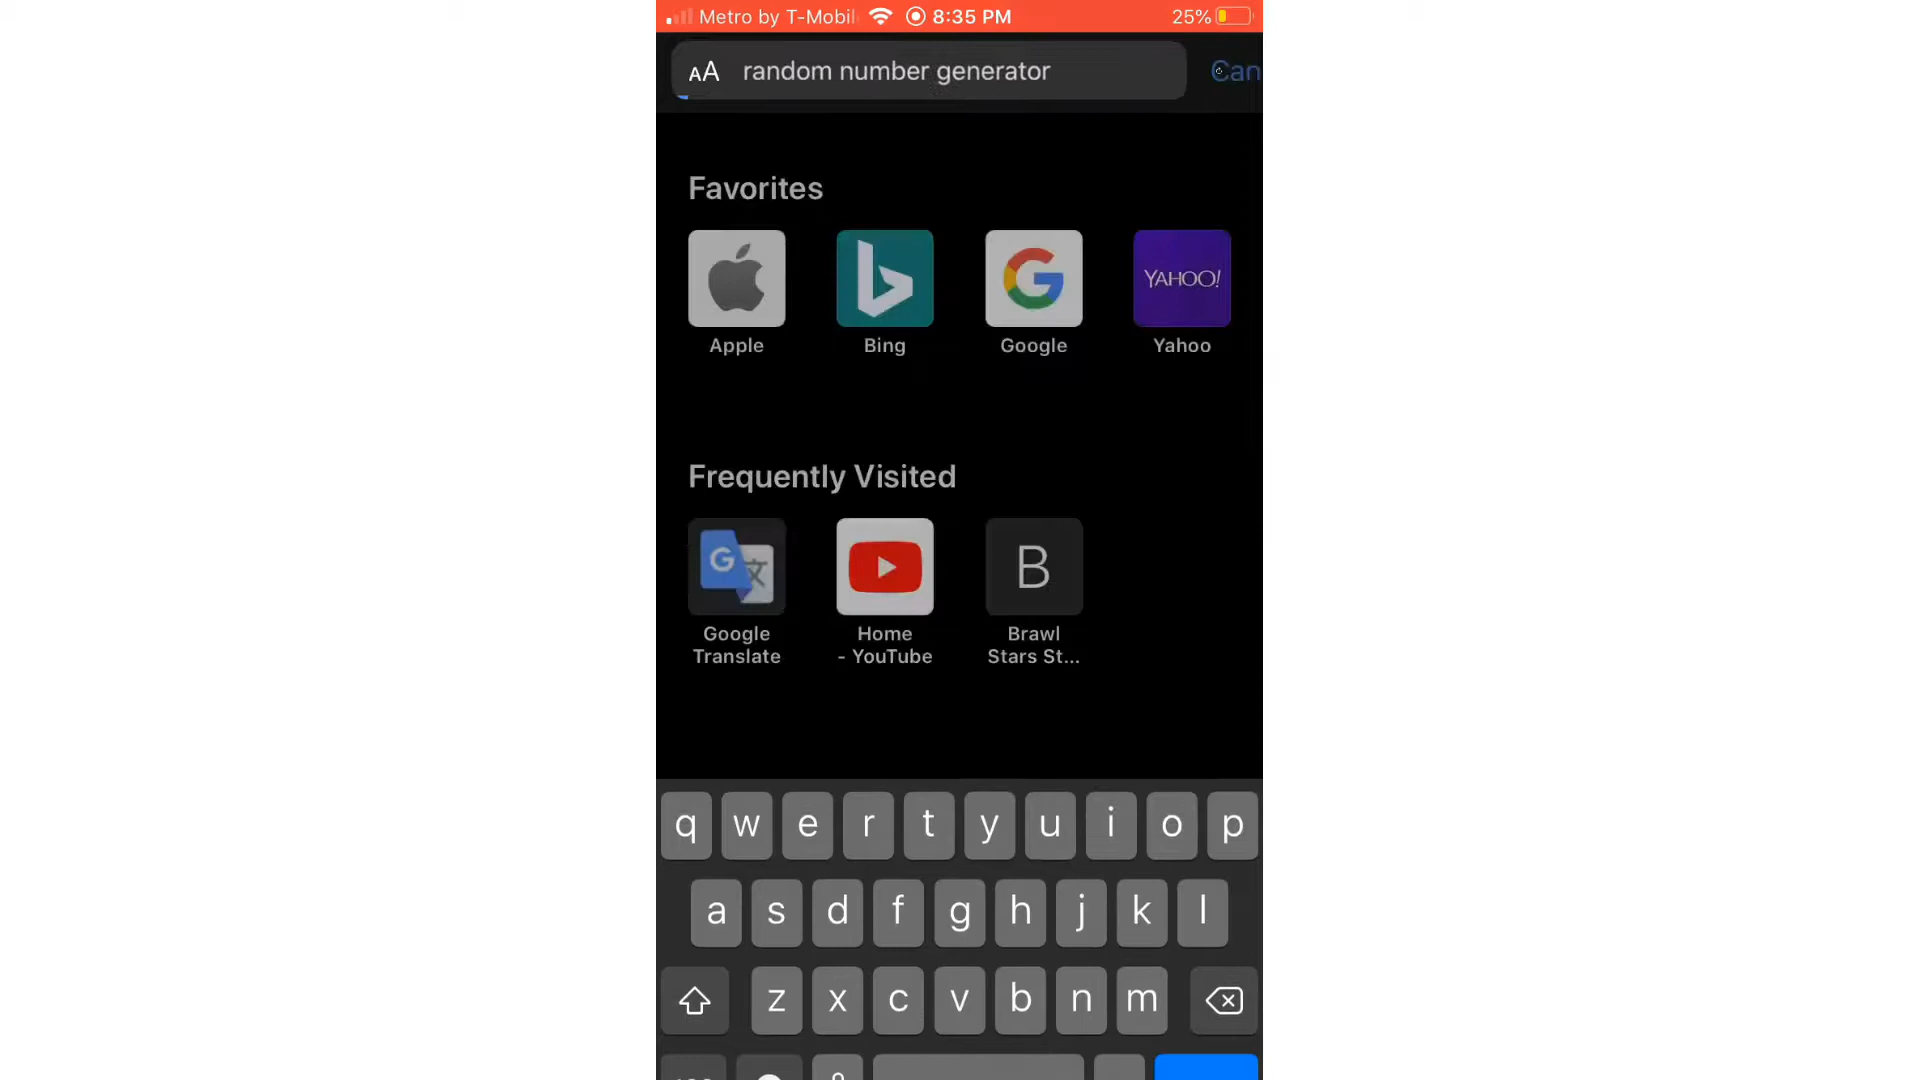 Metro by T-Mobil 8:35 PM 25%
AA random number generator Can
Favorites
YAHOO!
Apple Bing Google Yahoo
Frequently Visited
G B
Google Home Brawl
Translate - YouTube Stars St...
q w e r t y u i o p
a s d f g h j k l
z x c v b n m